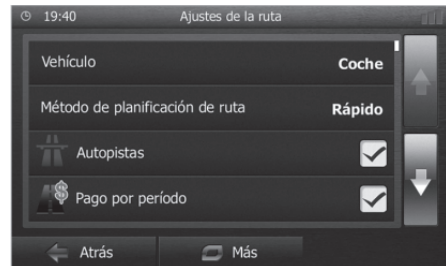 19:40 Ajustes de la ruta
Vehículo Coche
Método de planificación de ruta Rápido
Autopistas
Pago por período
Atrás Más